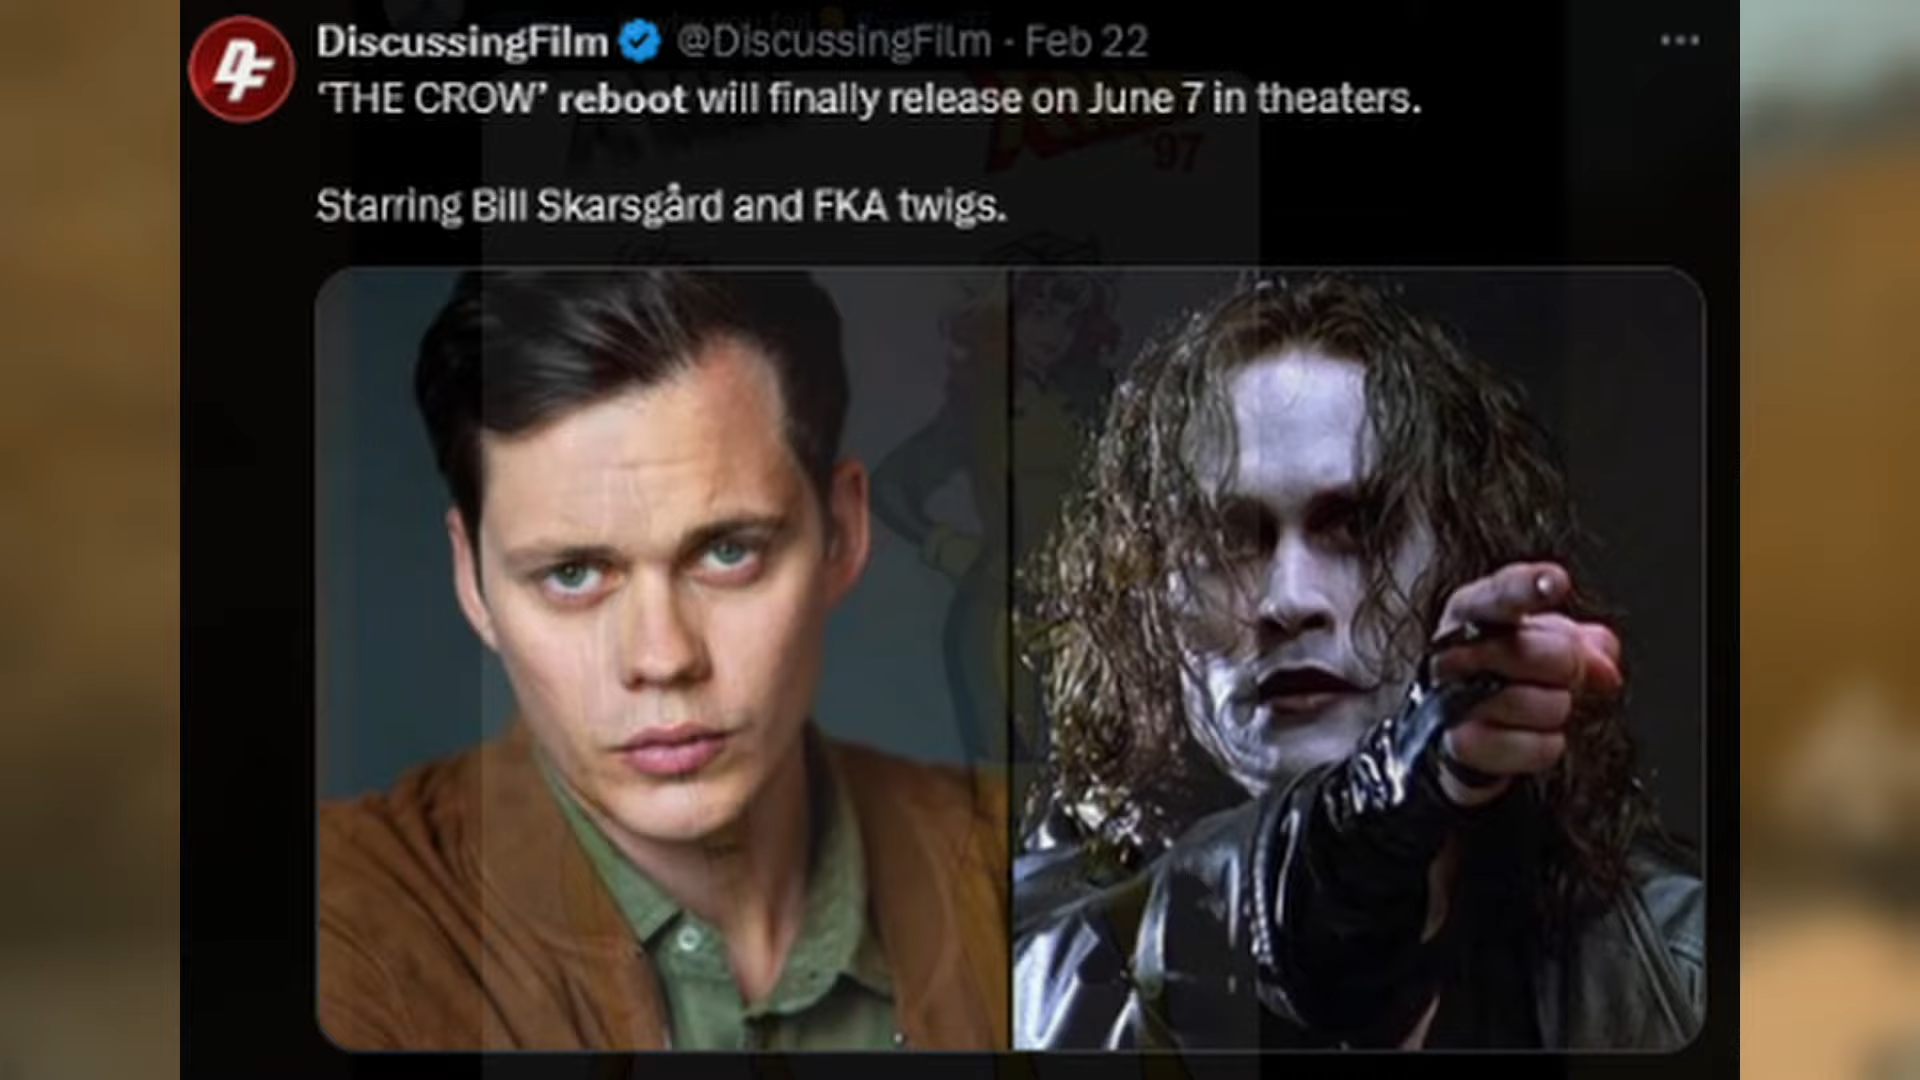 DiscussingFilm @DiscussingFilm · Feb 22
‘THE CROW’ reboot will finally release on June 7 in theaters.
'97
Starring Bill Skarsgård and FKA twigs.